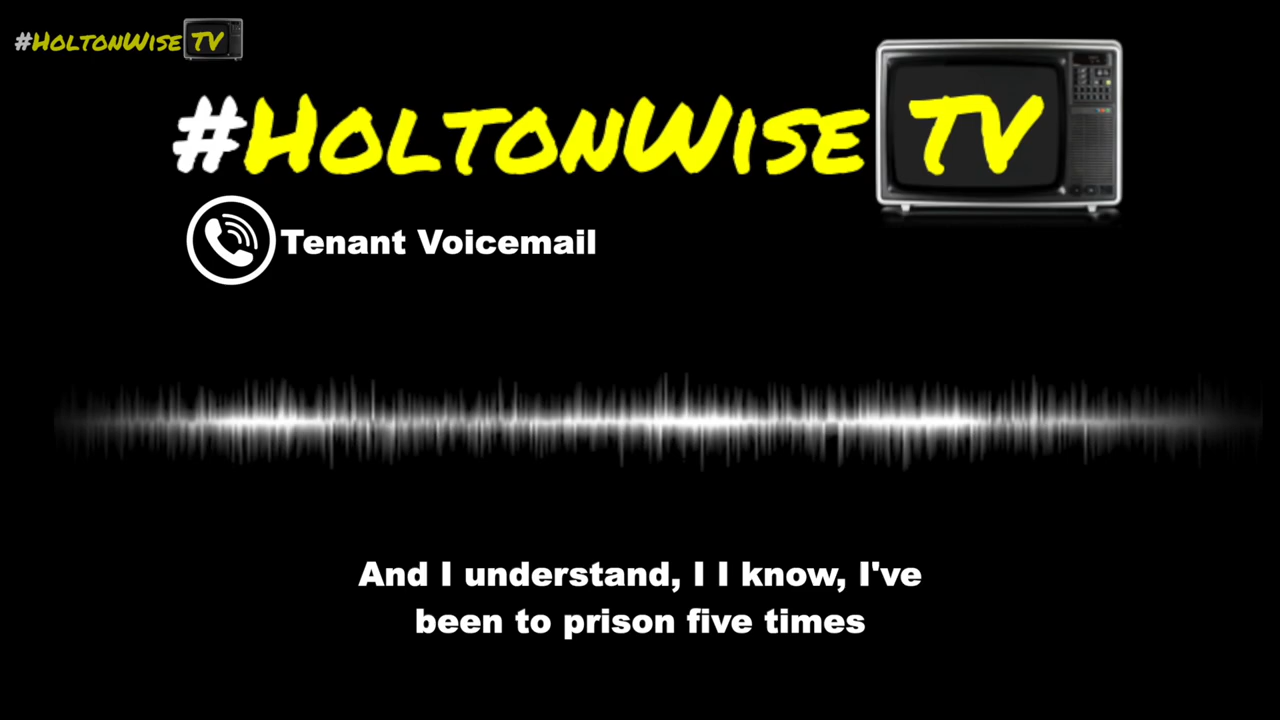 #HOLTONWISE TV
#HOLTONWISE TV
Tenant Voicemail
And I understand, I I know, I've
been to prison five times